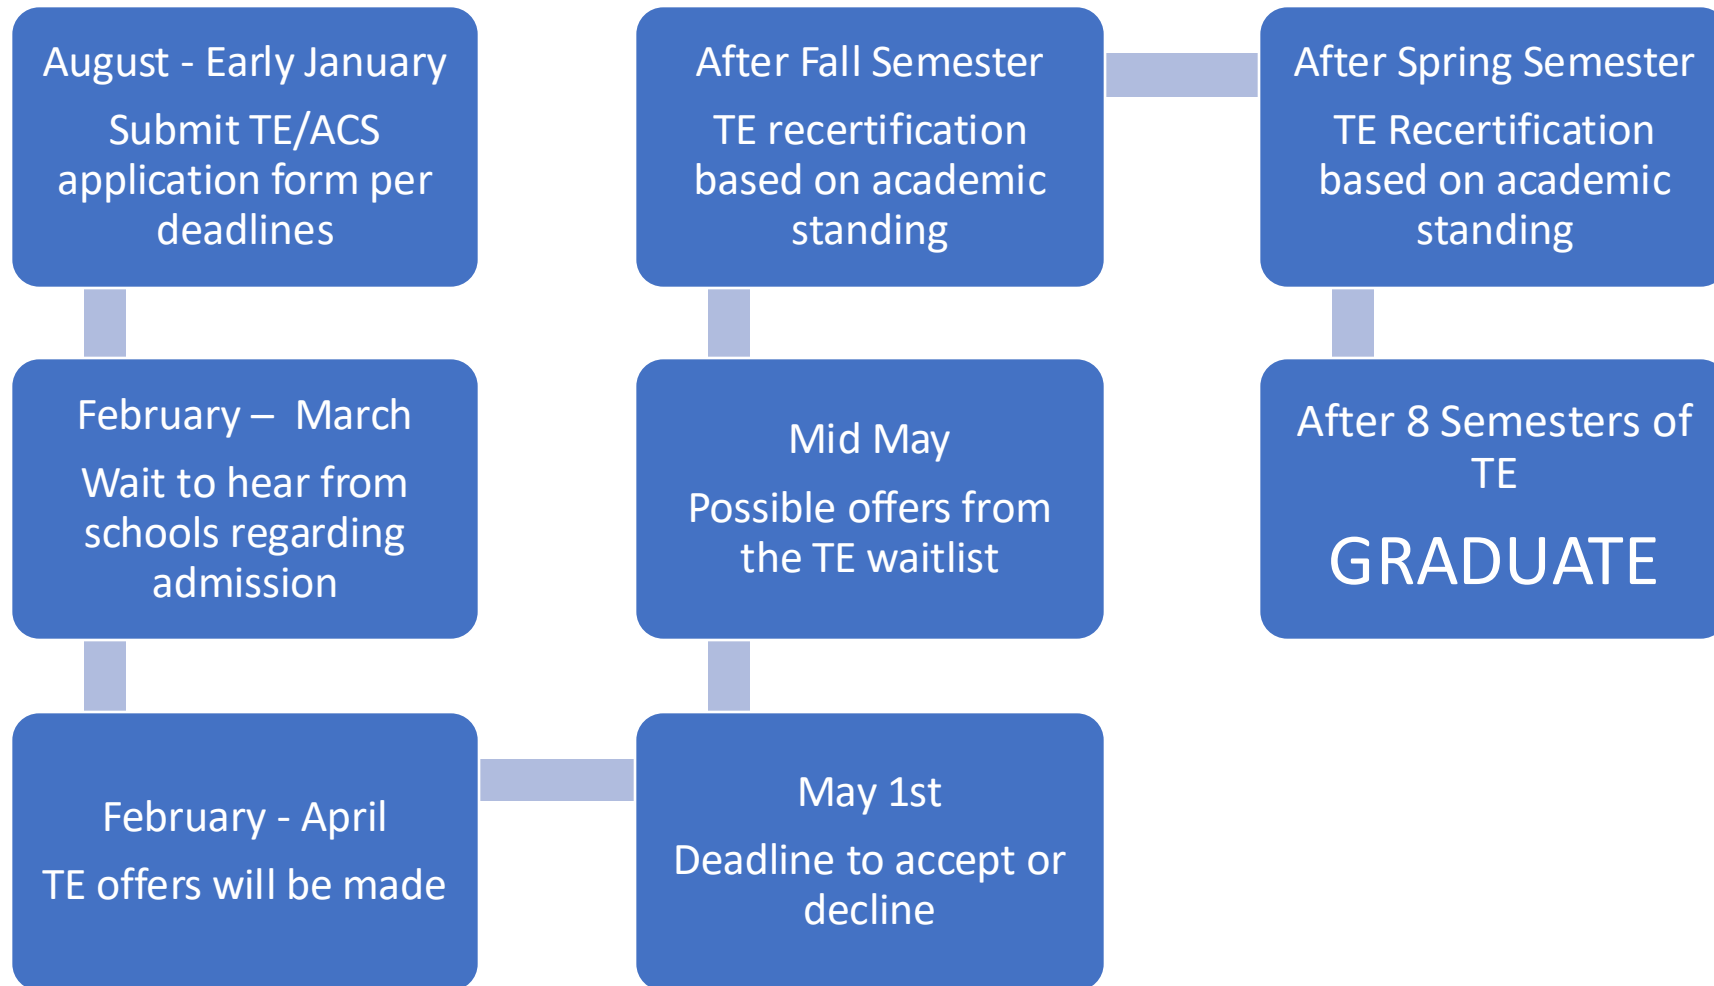 August - Early January
Submit TE/ACS
application form per
deadlines
February – March
Wait to hear from
schools regarding
admission
February - April
TE offers will be made
May 1st
Deadline to accept or
decline
Mid May
Possible offers from
the TE waitlist
After Fall Semester
TE recertification
based on academic
standing
After Spring Semester
TE Recertification
based on academic
standing
After 8 Semesters of
TE
GRADUATE